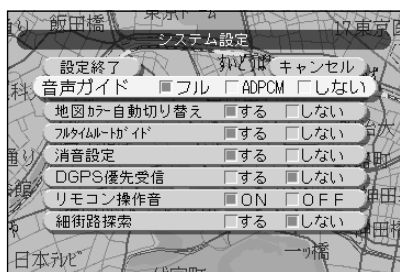 飯田橋
東京ドーム
システム設定
設定終了
すいどうば
キャンセル
音声ガイド ■フル □ADPCM □しない
地図ｶﾗｰ自動切り替え ■する □しない
ﾌﾙﾀｲﾑﾙｰﾄｶﾞｲﾄﾞ ■する □しない
消音設定 ■する □しない
DGPS優先受信 □する ■しない
リモコン操作音 ■ON □OFF
細街路探索 □する ■しない
日本ﾃﾚﾋﾞ
一ッ橋